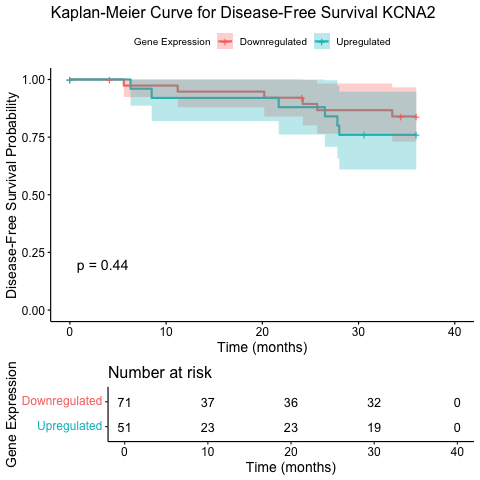 Kaplan-Meier Curve for Disease-Free Survival KCNA2
Gene Expression Downregulated Upregulated
Disease-Free Survival Probability
1.00
0.75
0.50
0.25
0.00
p = 0.44
0 10 20 30 40
Time (months)
Number at risk
Gene Expression
Downregulated 71 37 36 32 0
Upregulated 51 23 23 19 0
0 10 20 30 40
Time (months)